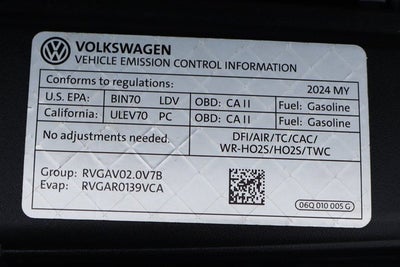 VOLKSWAGEN
VEHICLE EMISSION CONTROL INFORMATION
Conforms to regulations: 2024 MY
U.S. EPA: BIN70 LDV OBD: CA II Fuel: Gasoline
California: ULEV70 PC OBD: CA II Fuel: Gasoline
No adjustments needed. DFI/AIR/TC/CAC/
WR-HO2S/HO2S/TWC
Group: RVGAV02.0V7B
Evap: RVGAR0139VCA
06Q 010 005 G